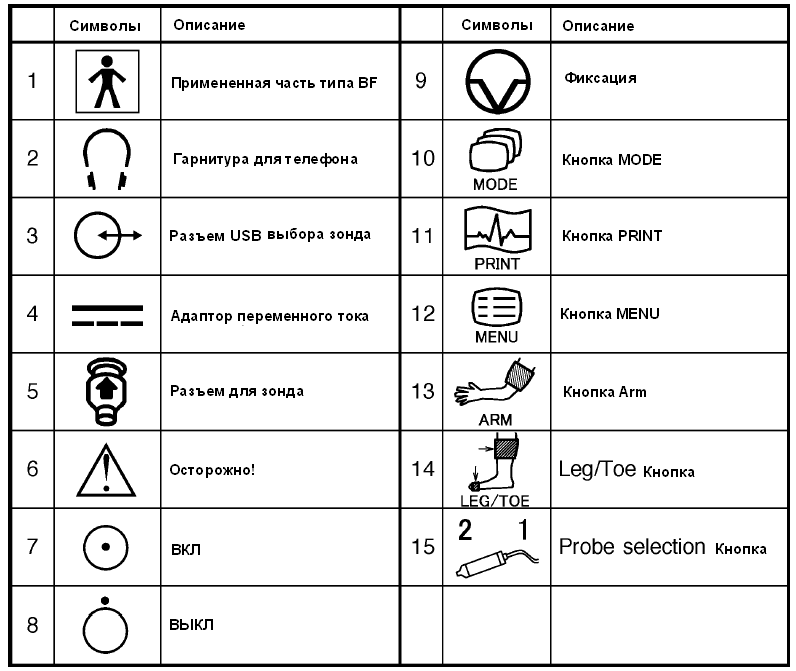 Символы Описание Символы Описание
1 Примененная часть типа BF 9 Фиксация
2 Гарнитура для телефона 10 MODE Кнопка MODE
3 Разъем USB выбора зонда 11 PRINT Кнопка PRINT
4 Адаптор переменного тока 12 MENU Кнопка MENU
5 Разъем для зонда 13 ARM Кнопка Arm
6 Осторожно! 14 LEG/TOE Leg/Toe Кнопка
7 ВКЛ 15 2 1 Probe selection Кнопка
8 ВЫКЛ